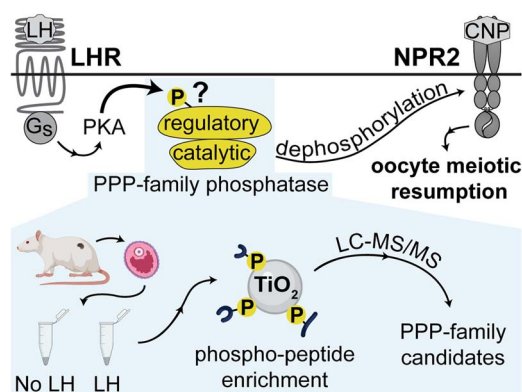 LH
CNP
LHR
NPR2
P ?
Gs
PKA
regulatory
catalytic
dephosphorylation
PPP-family phosphatase
oocyte meiotic
resumption
LC-MS/MS
P
TiO2
P
P
phospho-peptide
enrichment
PPP-family
candidates
No LH
LH